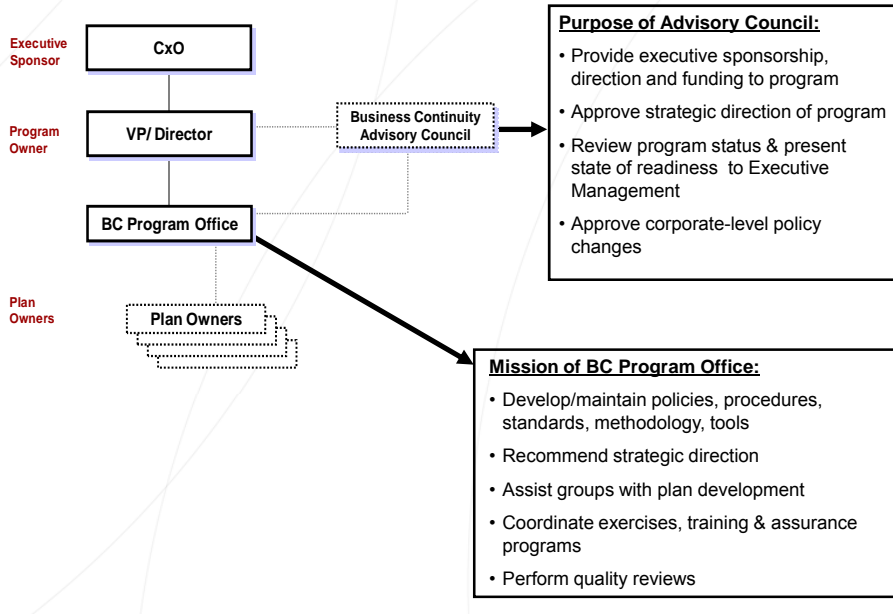 Executive
Sponsor
CxO
Program
Owner
VP/ Director
Business Continuity
Advisory Council
BC Program Office
Plan
Owners
Plan Owners
Purpose of Advisory Council:
• Provide executive sponsorship,
direction and funding to program
• Approve strategic direction of program
• Review program status & present
state of readiness to Executive
Management
• Approve corporate-level policy
changes
Mission of BC Program Office:
• Develop/maintain policies, procedures,
standards, methodology, tools
• Recommend strategic direction
• Assist groups with plan development
• Coordinate exercises, training & assurance
programs
• Perform quality reviews